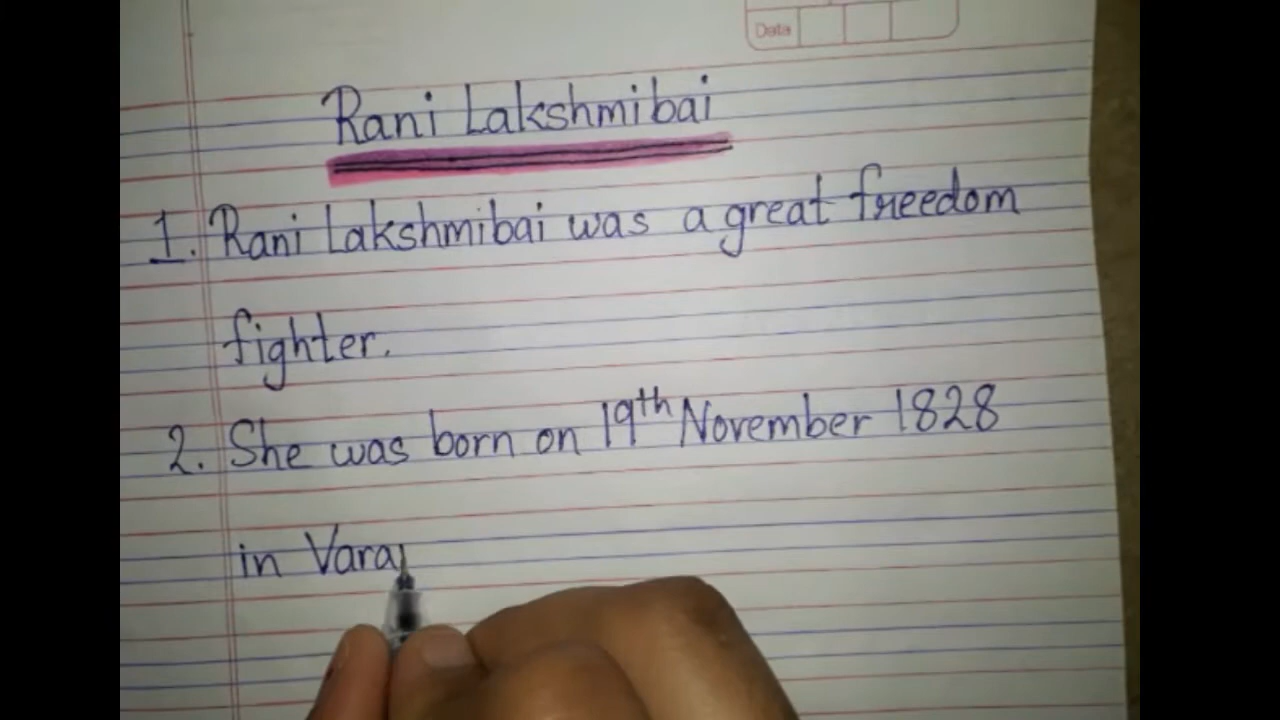 Data
Rani Lakshmibai
1. Rani Lakshmibai was a great freedom
fighter.
2. She was born on 19th November 1828
in Vara